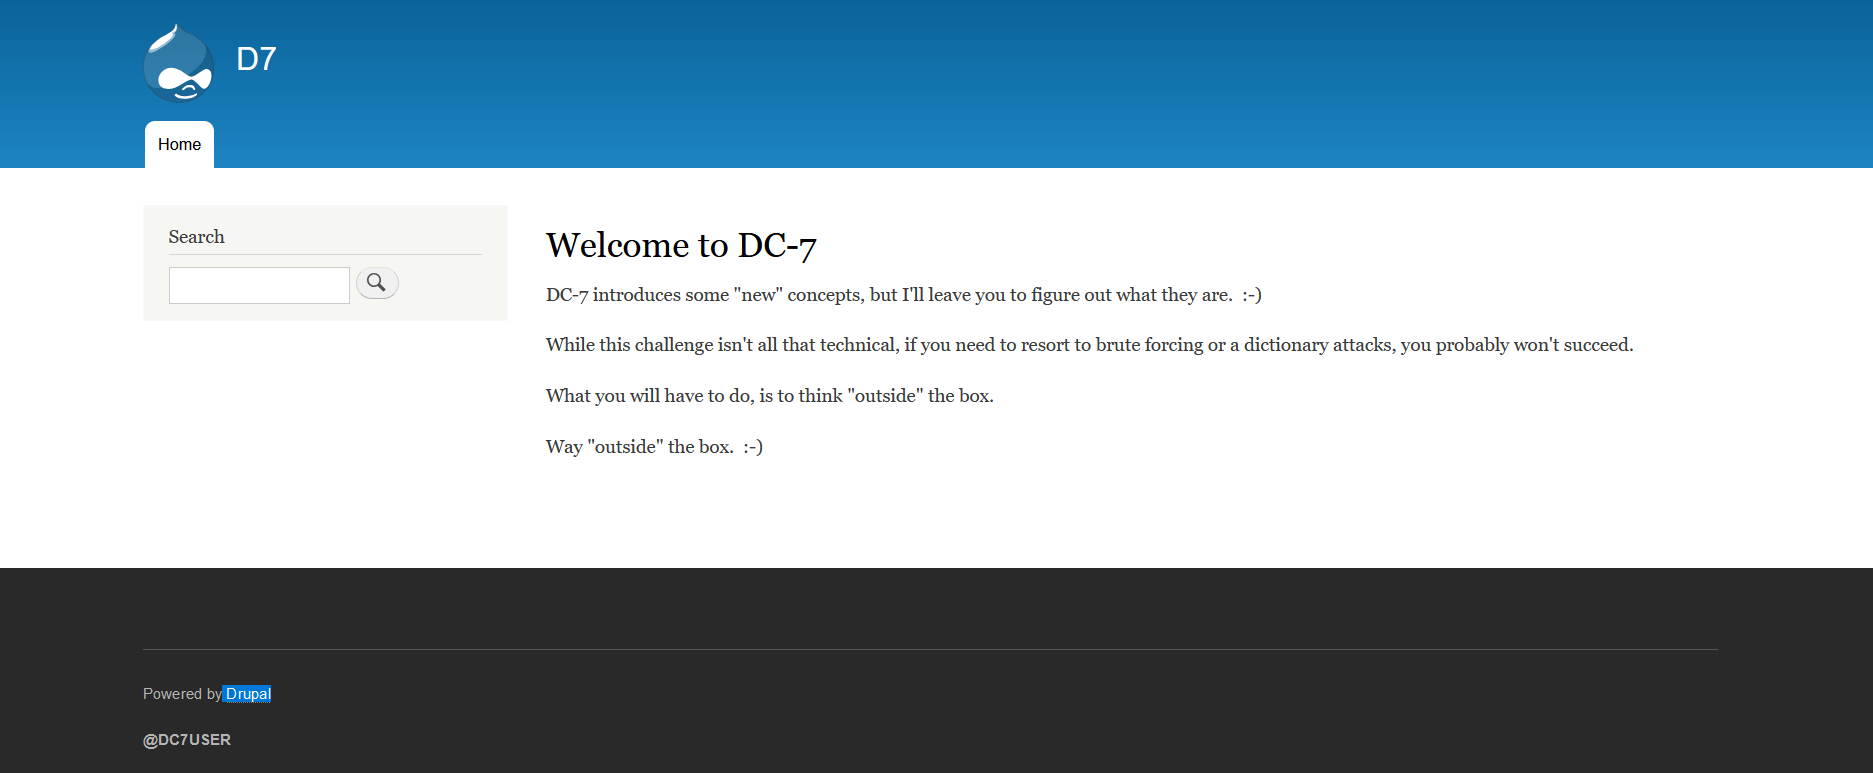 D7
Home
Search
Welcome to DC-7
DC-7 introduces some "new" concepts, but I'll leave you to figure out what they are.  :-)
While this challenge isn't all that technical, if you need to resort to brute forcing or a dictionary attacks, you probably won't succeed.
What you will have to do, is to think "outside" the box.
Way "outside" the box.  :-)
Powered by Drupal
@DC7USER